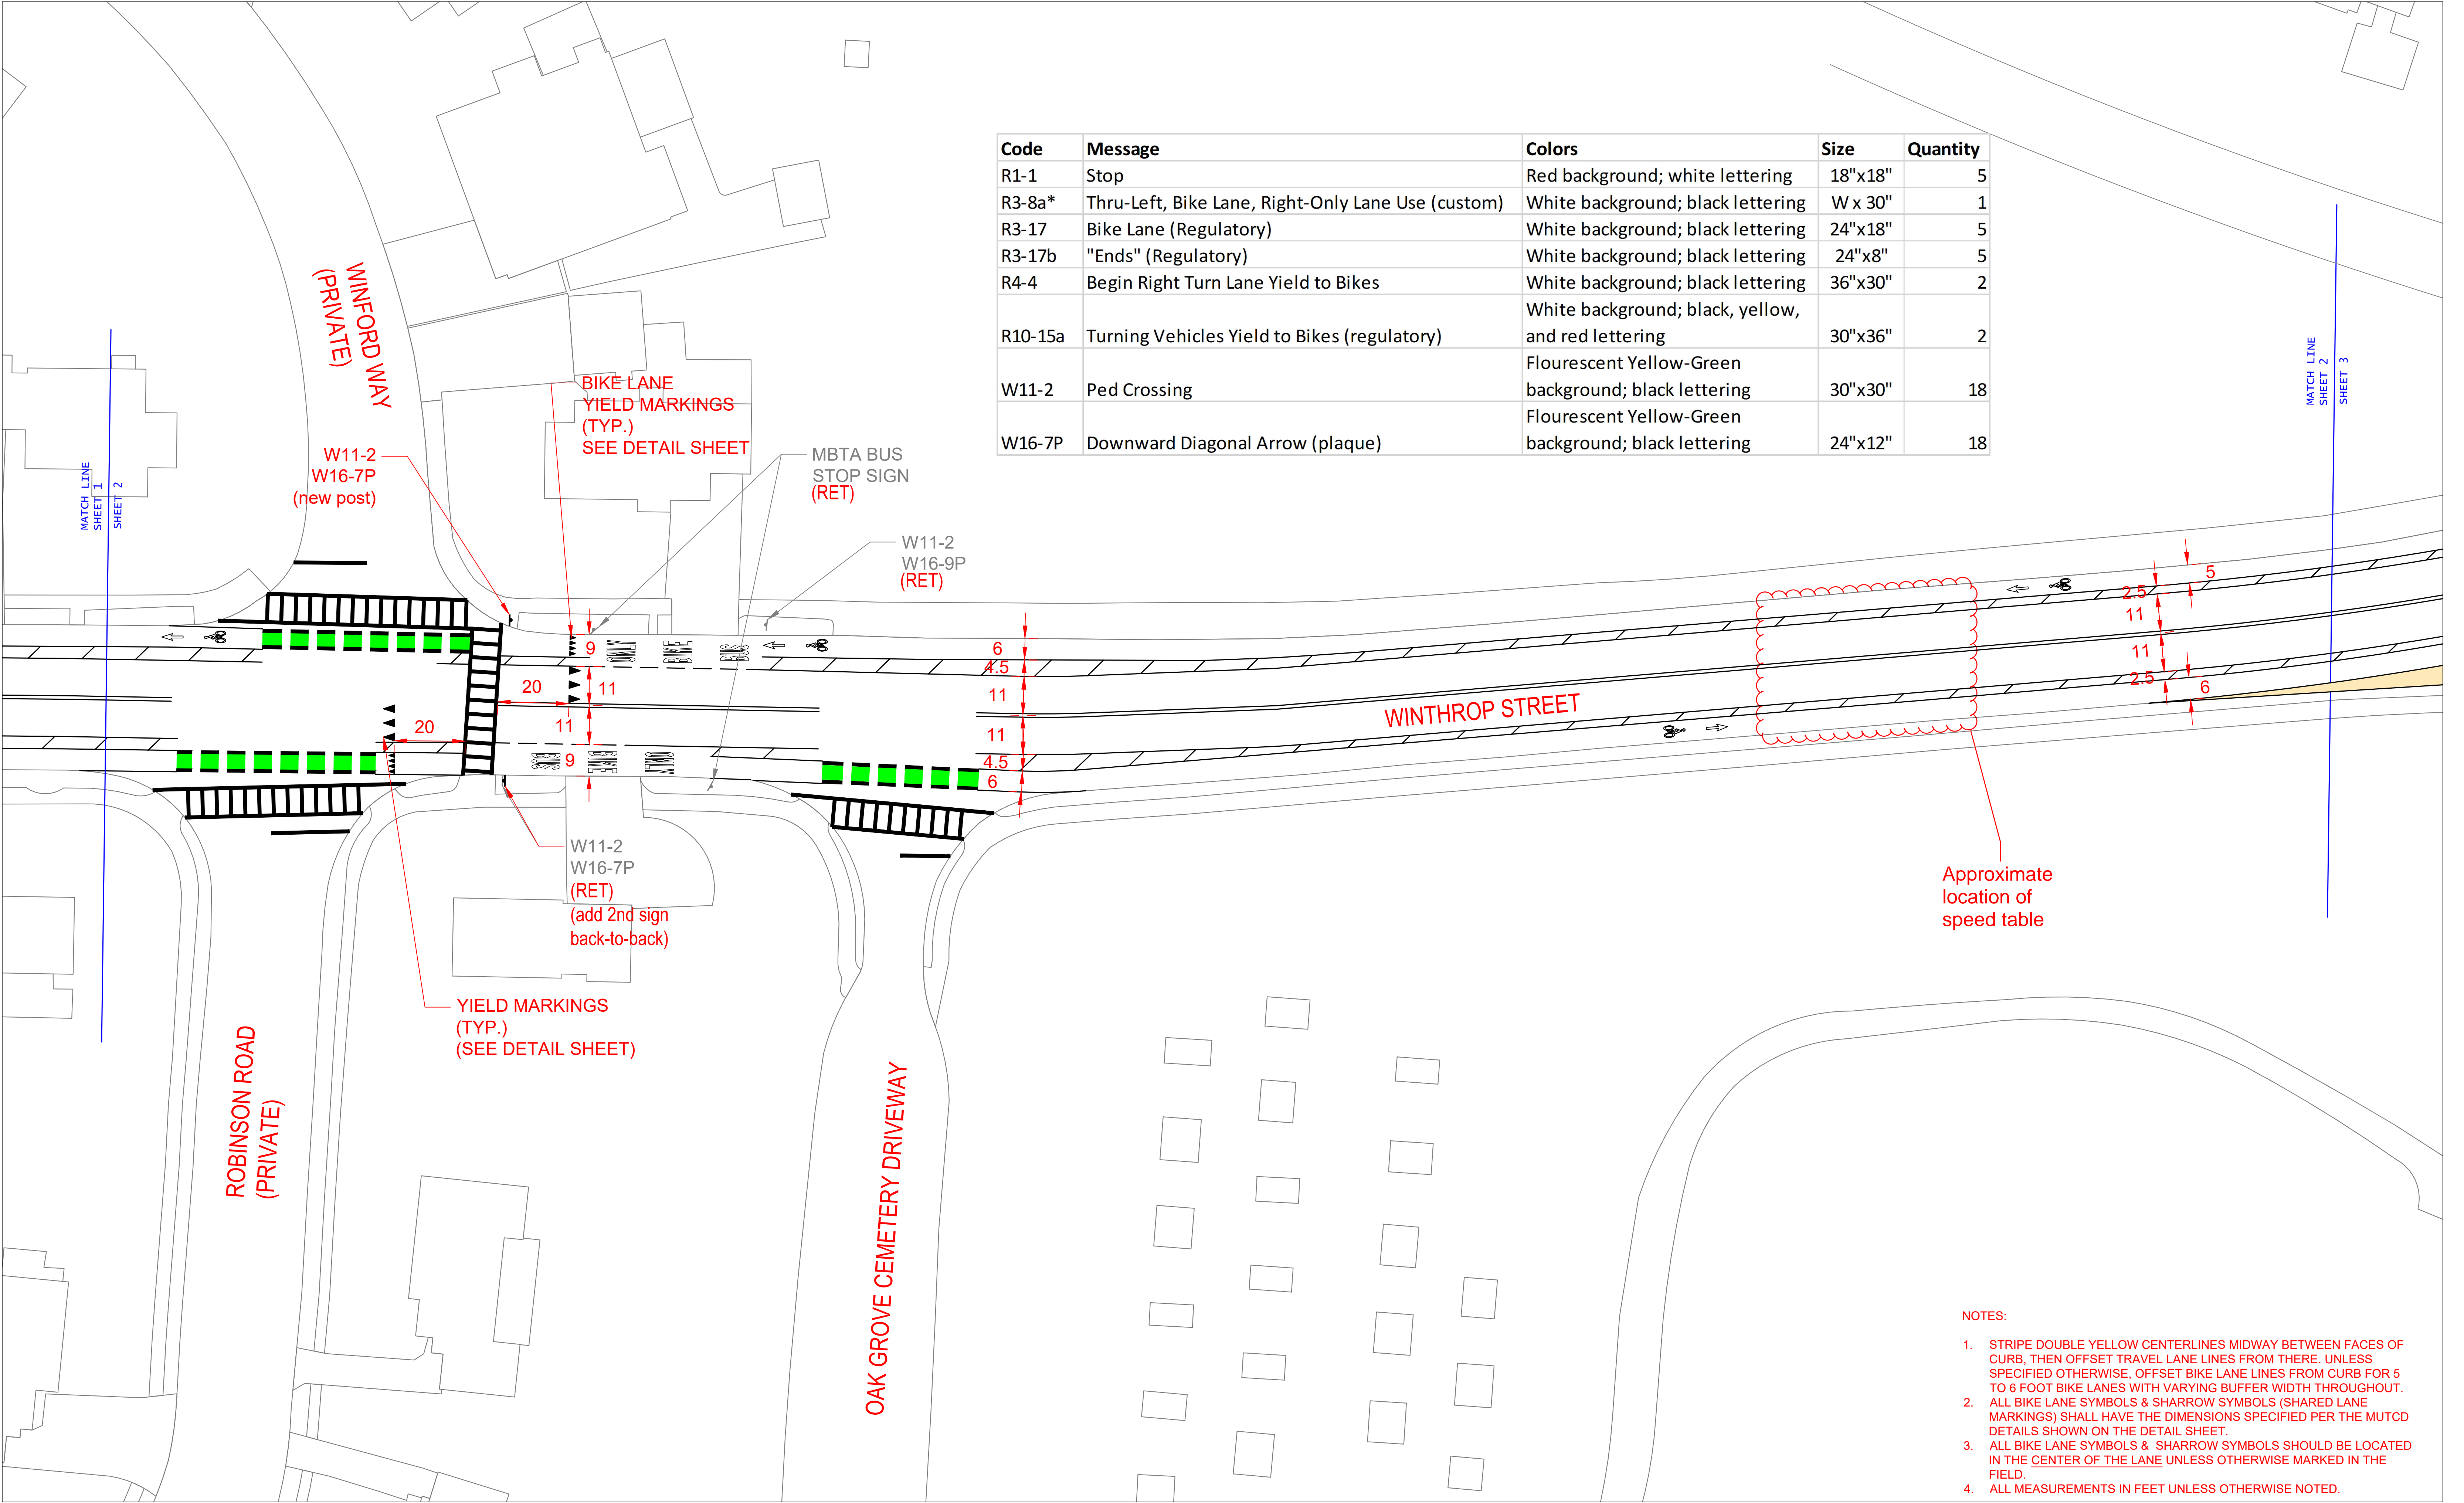 Code Message Colors Size Quantity
R1-1 Stop Red background; white lettering 18"x18" 5
R3-8a* Thru-Left, Bike Lane, Right-Only Lane Use (custom) White background; black lettering W x 30" 1
R3-17 Bike Lane (Regulatory) White background; black lettering 24"x18" 5
R3-17b "Ends" (Regulatory) White background; black lettering 24"x8" 5
R4-4 Begin Right Turn Lane Yield to Bikes White background; black lettering 36"x30" 2
White background; black, yellow,
R10-15a Turning Vehicles Yield to Bikes (regulatory) and red lettering 30"x36" 2
Flourescent Yellow-Green
W11-2 Ped Crossing background; black lettering 30"x30" 18
Flourescent Yellow-Green
W16-7P Downward Diagonal Arrow (plaque) background; black lettering 24"x12" 18
WINFORD WAY
(PRIVATE)
MATCH LINE
SHEET 1
SHEET 2
MATCH LINE
SHEET 2
SHEET 3
BIKE LANE
YIELD MARKINGS
(TYP.)
SEE DETAIL SHEET
W11-2
W16-7P
(new post)
MBTA BUS
STOP SIGN
(RET)
W11-2
W16-9P
(RET)
9
ONLY
BIKE
BUS
6
4.5
11
11
4.5
6
20
11
11
20
9
BUS
BIKE
ONLY
5
2.5
11
11
2.5
6
WINTHROP STREET
W11-2
W16-7P
(RET)
(add 2nd sign
back-to-back)
Approximate
location of
speed table
YIELD MARKINGS
(TYP.)
(SEE DETAIL SHEET)
ROBINSON ROAD
(PRIVATE)
OAK GROVE CEMETERY DRIVEWAY
NOTES:
1. STRIPE DOUBLE YELLOW CENTERLINES MIDWAY BETWEEN FACES OF
CURB, THEN OFFSET TRAVEL LANE LINES FROM THERE. UNLESS
SPECIFIED OTHERWISE, OFFSET BIKE LANE LINES FROM CURB FOR 5
TO 6 FOOT BIKE LANES WITH VARYING BUFFER WIDTH THROUGHOUT.
2. ALL BIKE LANE SYMBOLS & SHARROW SYMBOLS (SHARED LANE
MARKINGS) SHALL HAVE THE DIMENSIONS SPECIFIED PER THE MUTCD
DETAILS SHOWN ON THE DETAIL SHEET.
3. ALL BIKE LANE SYMBOLS & SHARROW SYMBOLS SHOULD BE LOCATED
IN THE CENTER OF THE LANE UNLESS OTHERWISE MARKED IN THE
FIELD.
4. ALL MEASUREMENTS IN FEET UNLESS OTHERWISE NOTED.